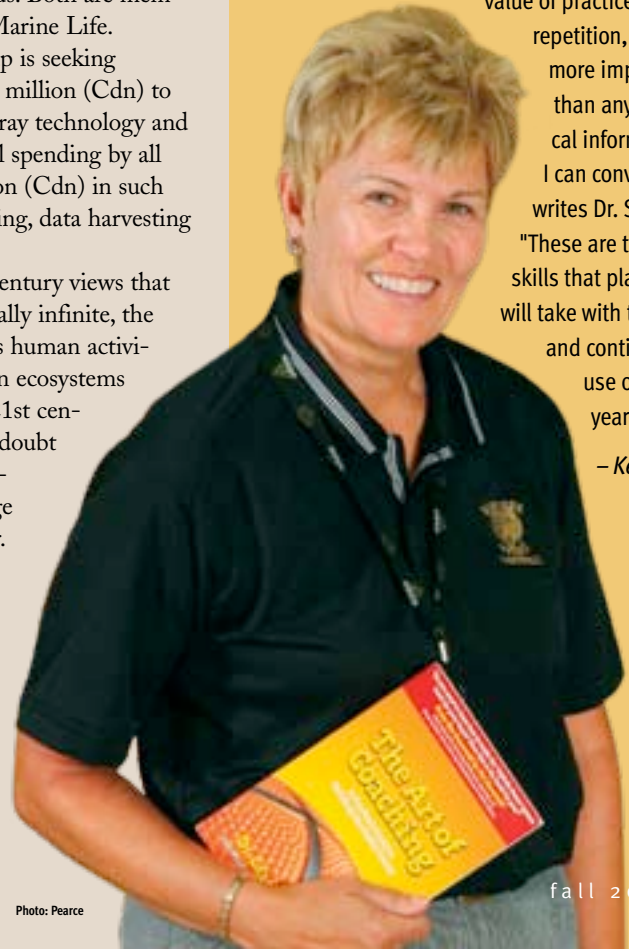 Both are mem
Marine Life.
p is seeking
million (Cdn) to
ray technology and
l spending by all
on (Cdn) in such
ing, data harvesting
entury views that
ally infinite, the
s human activi-
n ecosystems
1st cen-
doubt
-
ge
value of practice
repetition,
more imp
than any
cal inform
I can conv
writes Dr. S
"These are t
skills that pla
will take with t
and conti
use o
year
– Ke
The Art of
Coaching
Photo: Pearce
fall 2